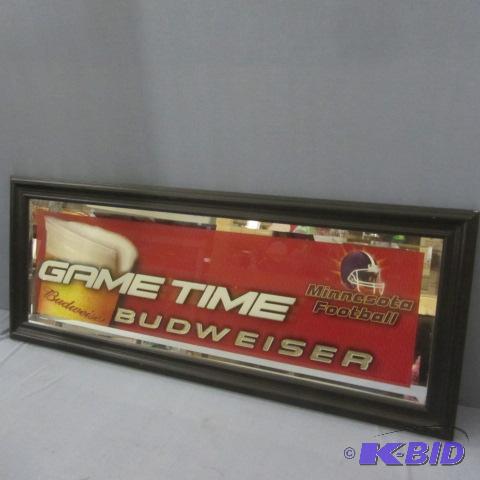 GAME TIME
Budweiser
BUDWEISER
Minnesota
Football
© K-BID